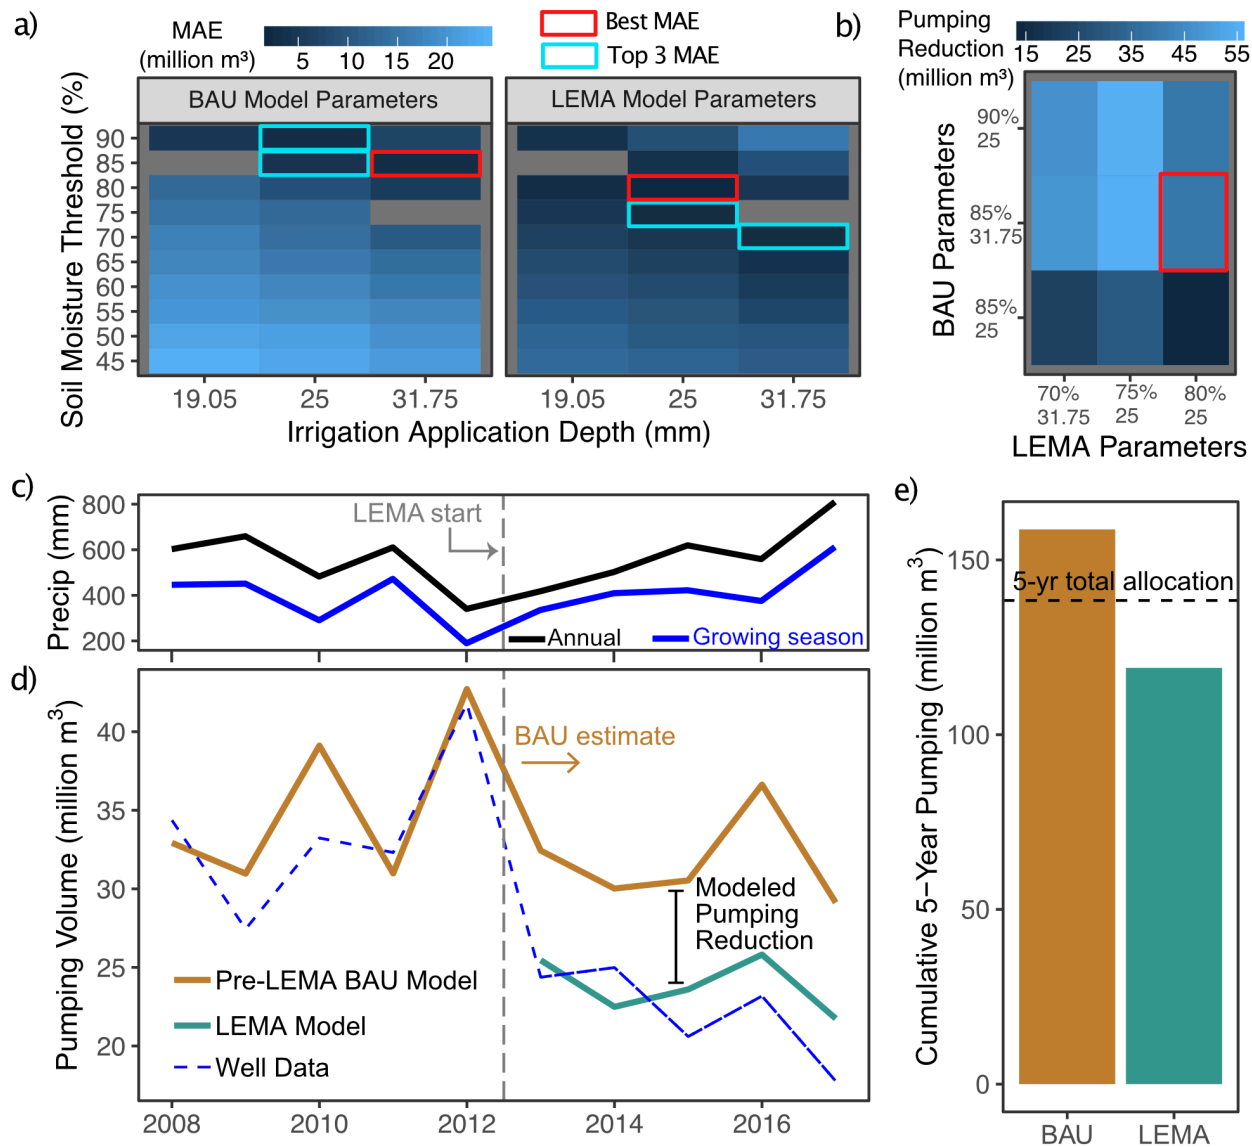 a)
MAE
(million m³)
5 10 15 20
Best MAE
Top 3 MAE
BAU Model Parameters
LEMA Model Parameters
Soil Moisture Threshold (%)
90
85
80
75
70
65
60
55
50
45
19.05 25 31.75
19.05 25 31.75
Irrigation Application Depth (mm)
b)
Pumping
Reduction
(million m³)
15 25 35 45 55
BAU Parameters
90%
25
85%
31.75
85%
25
70% 75% 80%
31.75 25 25
LEMA Parameters
c)
Precip (mm)
800
600
400
200
LEMA start
Annual
Growing season
d)
Pumping Volume (million m³)
40
35
30
25
20
BAU estimate
Modeled
Pumping
Reduction
Pre-LEMA BAU Model
LEMA Model
Well Data
2008 2010 2012 2014 2016
e)
Cumulative 5-Year Pumping (million m³)
150
100
50
0
5-yr total allocation
BAU LEMA